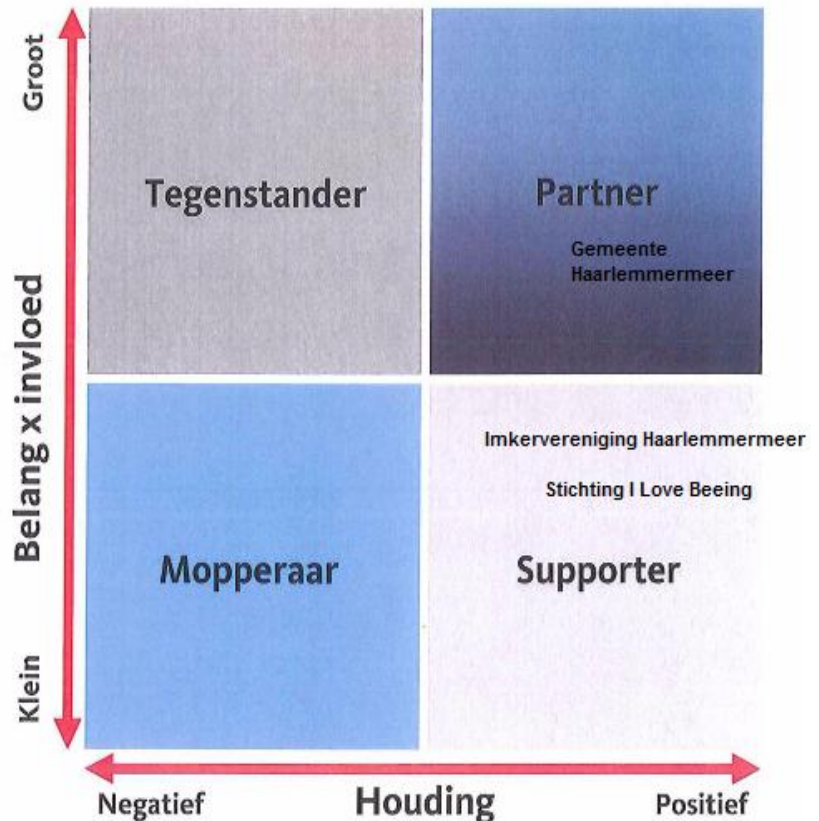 Groot
Tegenstander
Partner
Gemeente
Haarlemmermeer
Belang x invloed
Imkervereniging Haarlemmermeer
Stichting I Love Beeing
Mopperaar
Supporter
Klein
Negatief
Houding
Positief